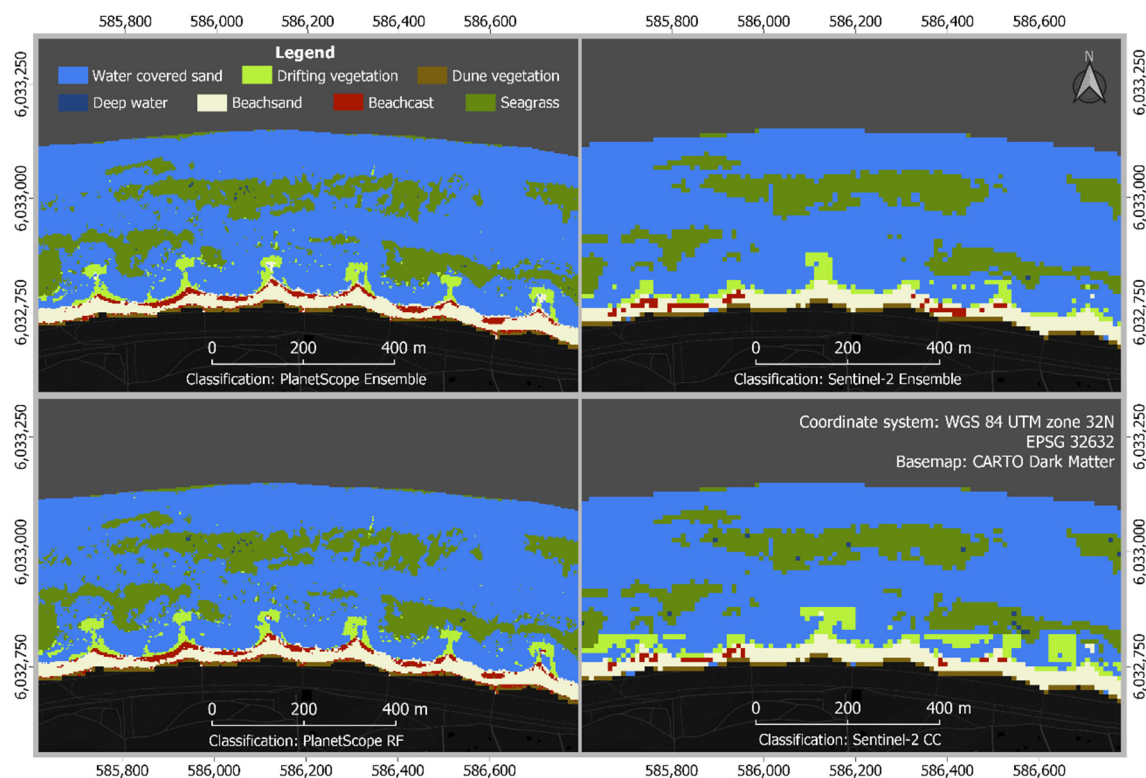 585,800 586,000 586,200 586,400 586,600 585,800 586,000 586,200 586,400 586,600
Legend
Water covered sand Drifting vegetation Dune vegetation
Deep water Beachsand Beachcast Seagrass
N
6,033,250 6,033,250
6,033,000 6,033,000
6,032,750 6,032,750
0 200 400 m
Classification: PlanetScope Ensemble
0 200 400 m
Classification: Sentinel-2 Ensemble
6,033,250 6,033,250
6,033,000 6,033,000
6,032,750 6,032,750
Coordinate system: WGS 84 UTM zone 32N
EPSG 32632
Basemap: CARTO Dark Matter
0 200 400 m
Classification: PlanetScope RF
0 200 400 m
Classification: Sentinel-2 CC
585,800 586,000 586,200 586,400 586,600 585,800 586,000 586,200 586,400 586,600